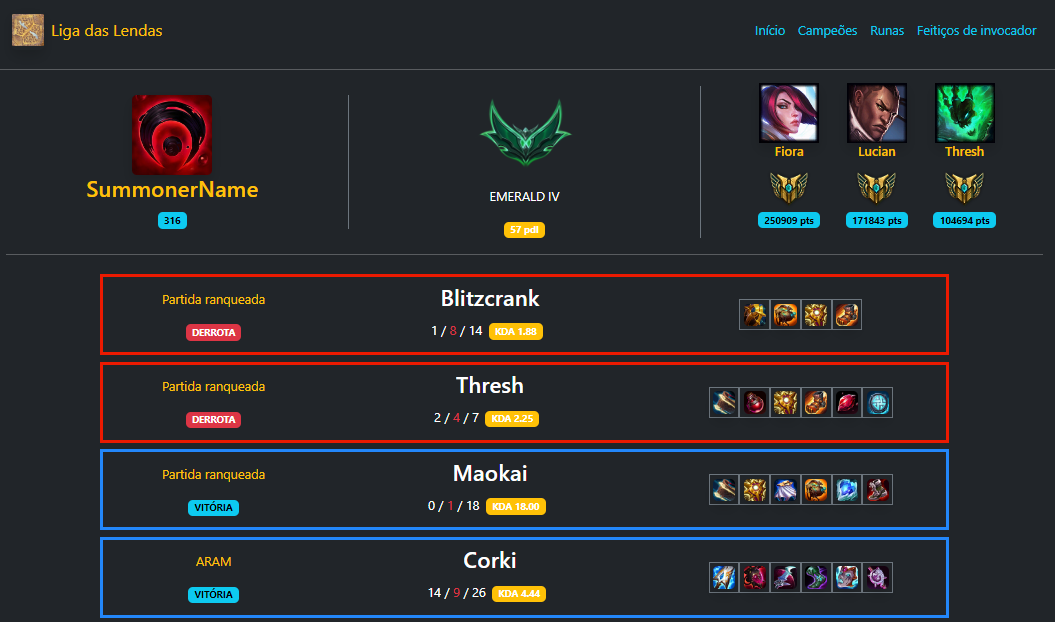 Liga das Lendas
Início Campeões Runas Feitiços de invocador
SummonerName
316
EMERALD IV
57 pdl
Fiora Lucian Thresh
250909 pts 171843 pts 104694 pts
Partida ranqueada
DERROTA
Blitzcrank
1 / 8 / 14 KDA 1.88
Partida ranqueada
DERROTA
Thresh
2 / 4 / 7 KDA 2.25
Partida ranqueada
VITÓRIA
Maokai
0 / 1 / 18 KDA 18.00
ARAM
VITÓRIA
Corki
14 / 9 / 26 KDA 4.44